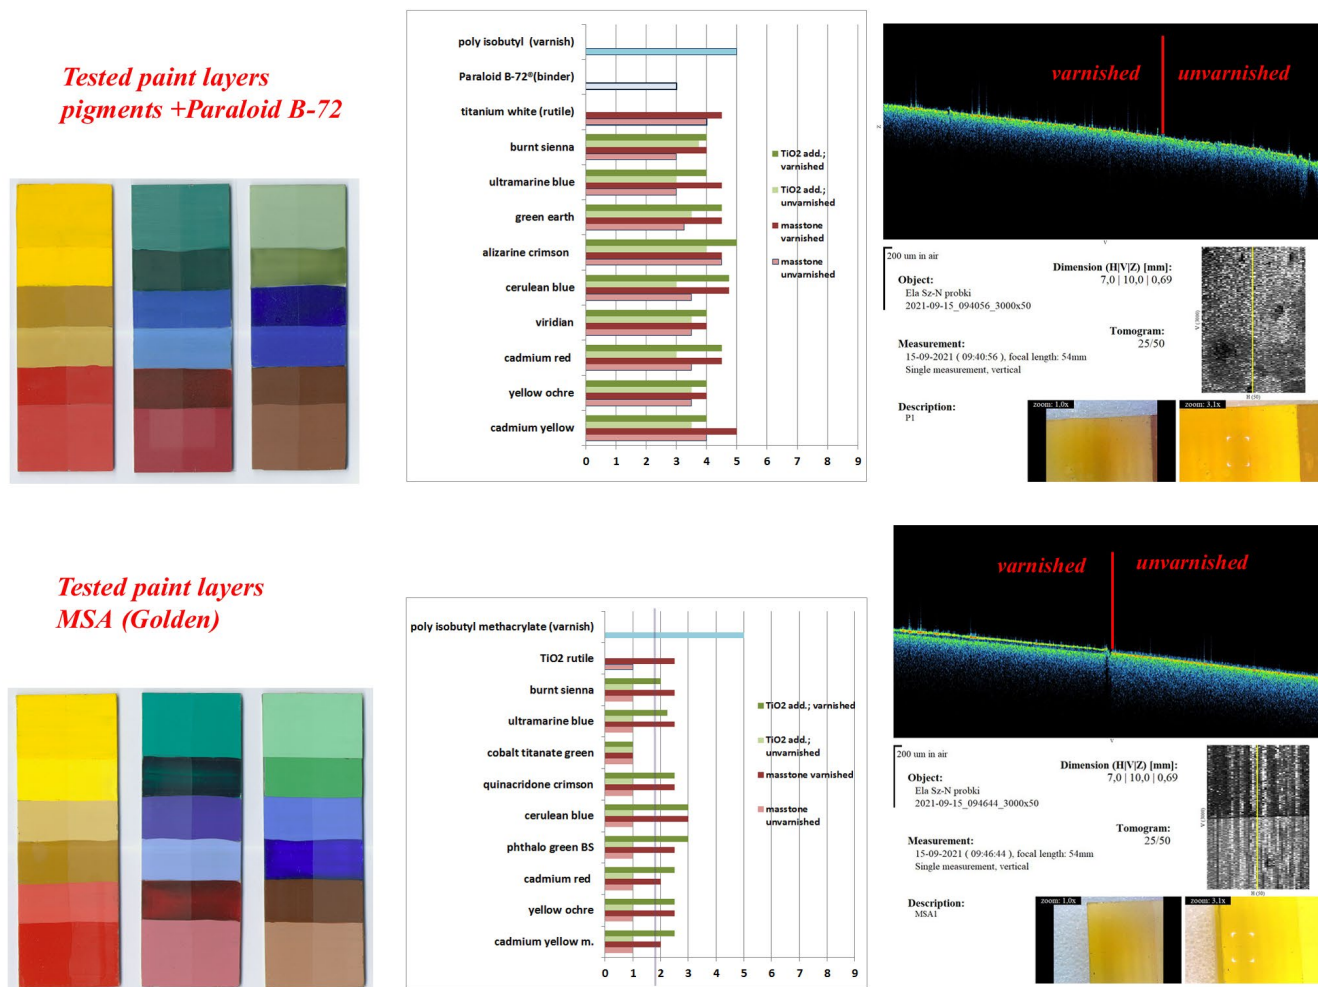 Tested paint layers
pigments +Paraloid B-72
poly isobutyl (varnish)
Paraloid B-72®(binder)
titanium white (rutile)
burnt sienna
ultramarine blue
green earth
alizarine crimson
cerulean blue
viridian
cadmium red
yellow ochre
cadmium yellow
0 1 2 3 4 5 6 7 8 9
TiO2 add.; varnished
TiO2 add.; unvarnished
masstone varnished
masstone unvarnished
varnished unvarnished
Z
V
200 um in air
Object:
Ela Sz-N probki
2021-09-15_094056_3000x50
Dimension (H|V|Z) [mm]:
7,0 | 10,0 | 0,69
Measurement:
15-09-2021 ( 09:40:56 ), focal length: 54mm
Single measurement, vertical
Tomogram:
25/50
Description:
P1
V (3000)
H (50)
zoom: 1,0x
zoom: 3,1x
Tested paint layers
MSA (Golden)
poly isobutyl methacrylate (varnish)
TiO2 rutile
burnt sienna
ultramarine blue
cobalt titanate green
quinacridone crimson
cerulean blue
phthalo green BS
cadmium red
yellow ochre
cadmium yellow m.
0 1 2 3 4 5 6 7 8 9
TiO2 add.; varnished
TiO2 add.; unvarnished
masstone varnished
masstone unvarnished
varnished unvarnished
V
200 um in air
Object:
Ela Sz-N probki
2021-09-15_094644_3000x50
Dimension (H|V|Z) [mm]:
7,0 | 10,0 | 0,69
Measurement:
15-09-2021 ( 09:46:44 ), focal length: 54mm
Single measurement, vertical
Tomogram:
25/50
Description:
MSA1
V (3000)
H (50)
zoom: 1,0x
zoom: 3,1x